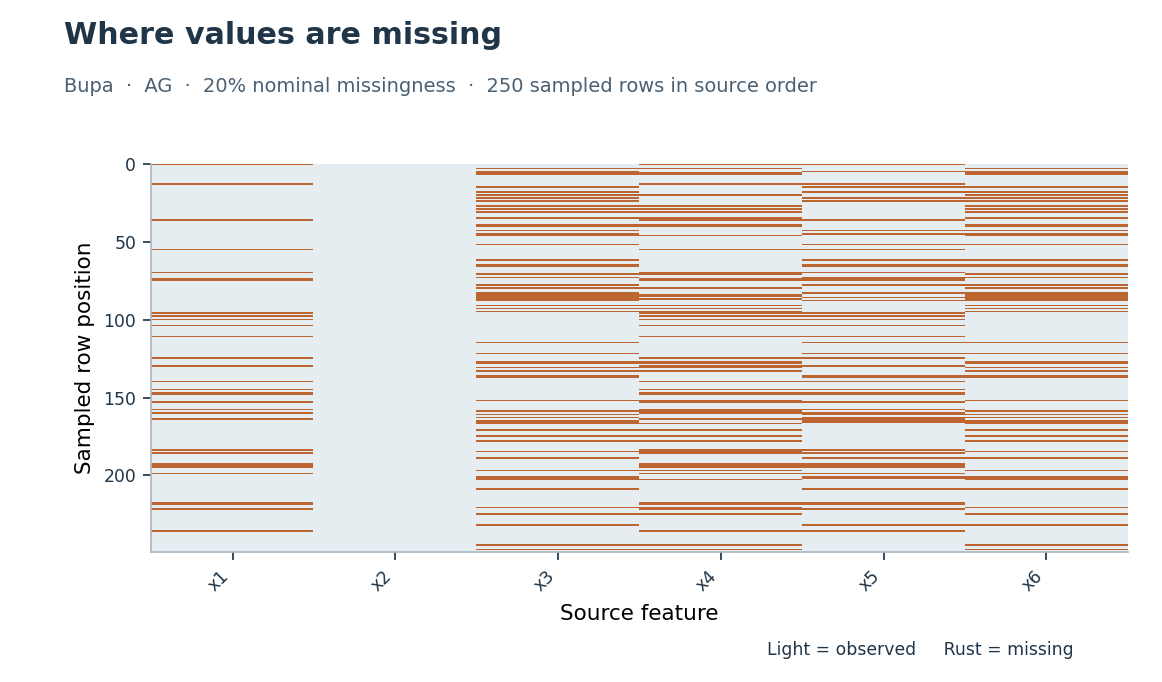 Where values are missing
Bupa · AG · 20% nominal missingness · 250 sampled rows in source order
0
50
100
150
200
Sampled row position
x1 x2 x3 x4 x5 x6
Source feature
Light = observed Rust = missing